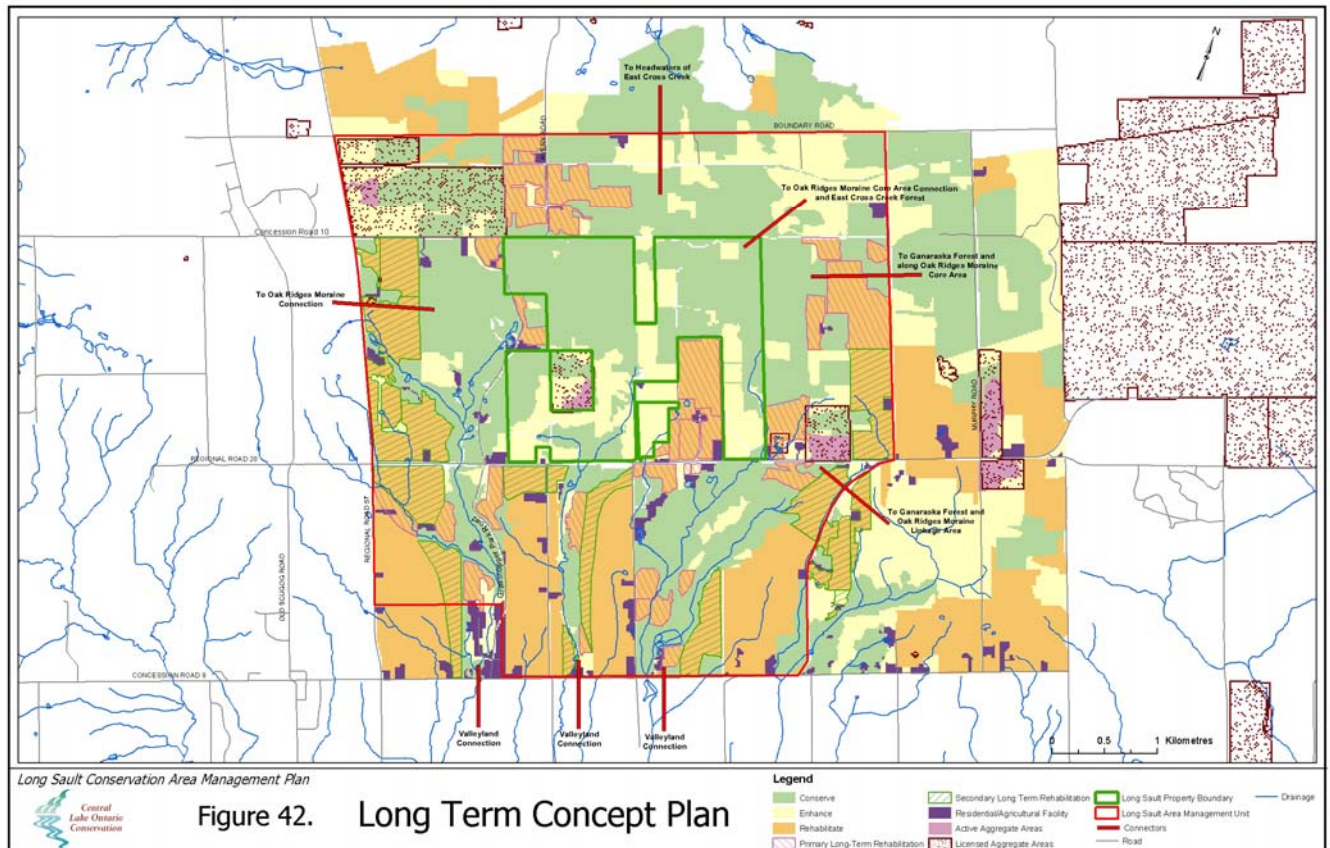 N
To Headwaters of
East Cross Creek
BOUNDARY ROAD
To Oak Ridges Moraine Core Area Connection
and East Cross Creek Forest
Concession Road 10
To Ganaraska Forest and
along Oak Ridges Moraine
Core Area
To Oak Ridges Moraine
Connection
MURPHY ROAD
REGIONAL ROAD 20
To Ganaraska Forest and
Oak Ridges Moraine
Linkage Area
REGIONAL ROAD 57
OLD SCUGOG ROAD
CONCESSION ROAD 8
Valleyland
Connection
Valleyland
Connection
Valleyland
Connection
0 0.5 1 Kilometres
Long Sault Conservation Area Management Plan
Central
Lake Ontario
Conservation
Figure 42. Long Term Concept Plan
Legend
Conserve
Enhance
Rehabilitate
Primary Long-Term Rehabilitation
Secondary Long Term Rehabilitation
Residential/Agricultural Facility
Active Aggregate Areas
Licensed Aggregate Areas
Long Sault Property Boundary
Long Sault Area Management Unit
Connectors
Road
Drainage